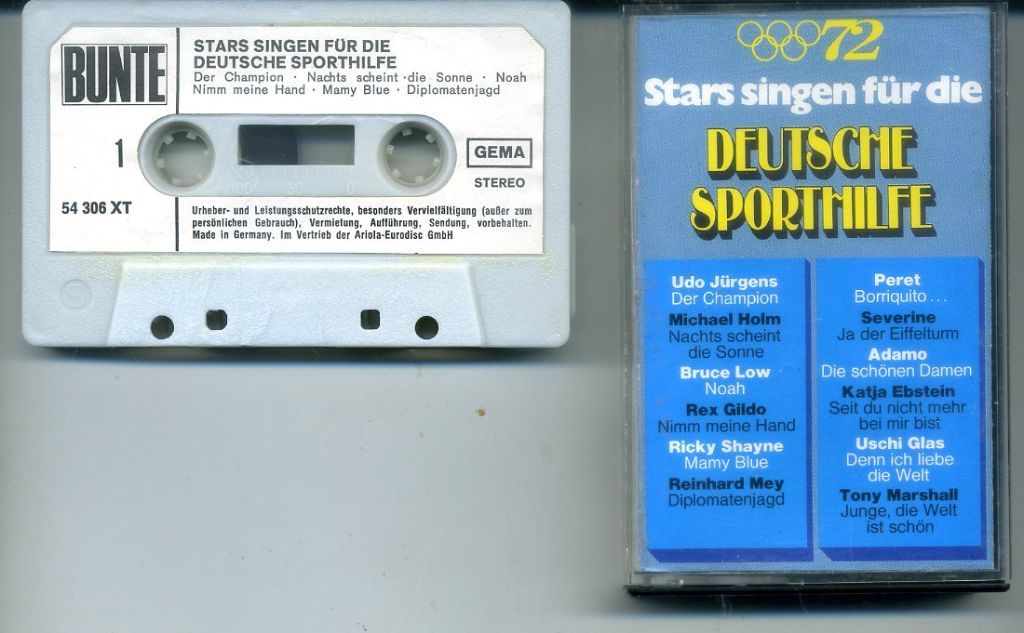 BUNTE
STARS SINGEN FÜR DIE
DEUTSCHE SPORTHILFE
Der Champion · Nachts scheint · die Sonne · Noah
Nimm meine Hand · Mamy Blue · Diplomatenjagd
1
100 50 0
GEMA
STEREO
54 306 XT
Urheber- und Leistungsschutzrechte, besonders Vervielfältigung (außer zum
persönlichen Gebrauch), Vermietung, Aufführung, Sendung, vorbehalten.
Made in Germany. Im Vertrieb der Ariola-Eurodisc GmbH
S
72
Stars singen für die
DEUTSCHE
SPORTHILFE
Udo Jürgens
Der Champion
Michael Holm
Nachts scheint
die Sonne
Bruce Low
Noah
Rex Gildo
Nimm meine Hand
Ricky Shayne
Mamy Blue
Reinhard Mey
Diplomatenjagd
Peret
Borriquito ...
Severine
Ja der Eiffelturm
Adamo
Die schönen Damen
Katja Ebstein
Seit du nicht mehr
bei mir bist
Uschi Glas
Denn ich liebe
die Welt
Tony Marshall
Junge, die Welt
ist schön